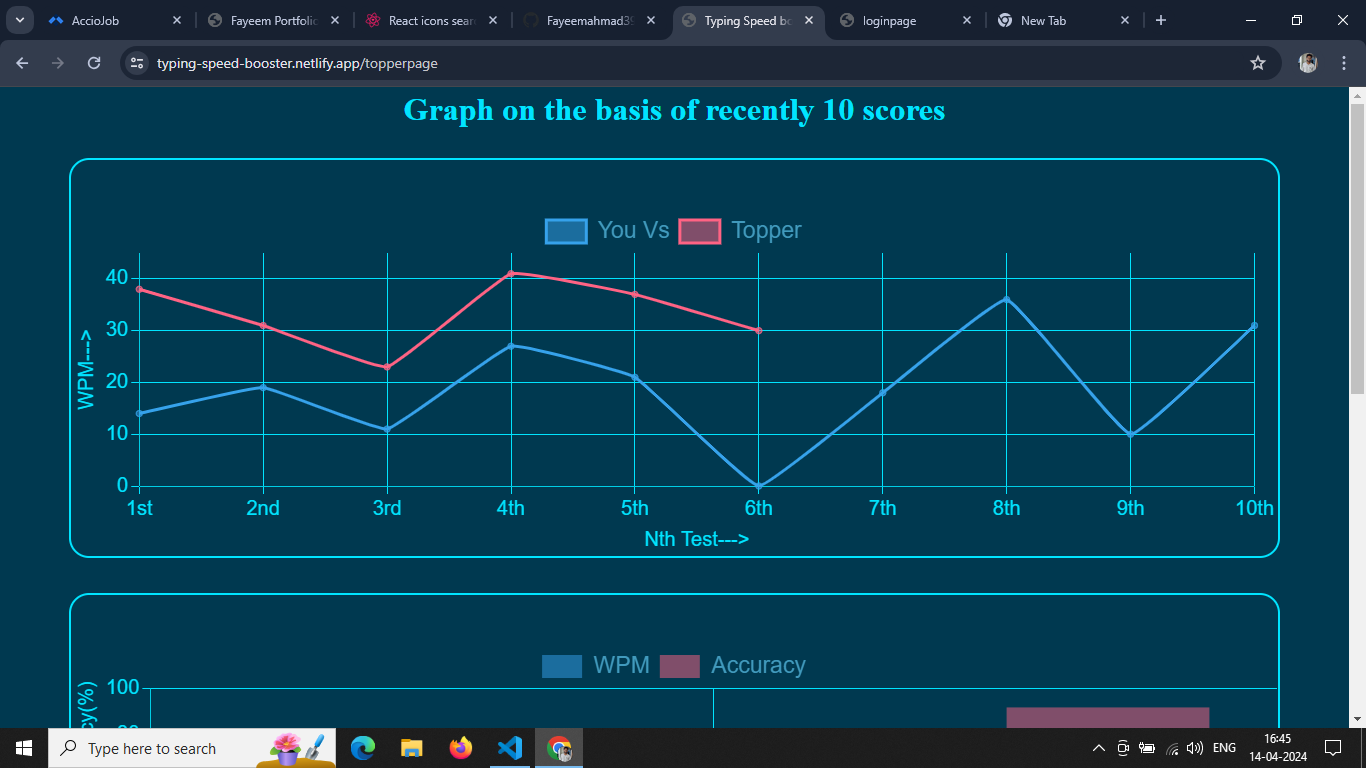 AccioJob
Fayeem Portfolio
React icons sear
Fayeemahmad39
Typing Speed bo
loginpage
New Tab
typing-speed-booster.netlify.app/topperpage
Graph on the basis of recently 10 scores
You Vs Topper
40
30
20
10
0
WPM--->
1st 2nd 3rd 4th 5th 6th 7th 8th 9th 10th
Nth Test--->
WPM Accuracy
100
cy(%)
Type here to search
ENG
16:45
14-04-2024